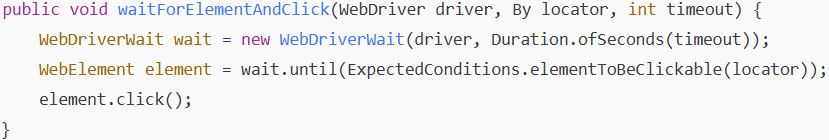 public void waitForElementAndClick(WebDriver driver, By locator, int timeout) {
    WebDriverWait wait = new WebDriverWait(driver, Duration.ofSeconds(timeout));
    WebElement element = wait.until(ExpectedConditions.elementToBeClickable(locator));
    element.click();
}